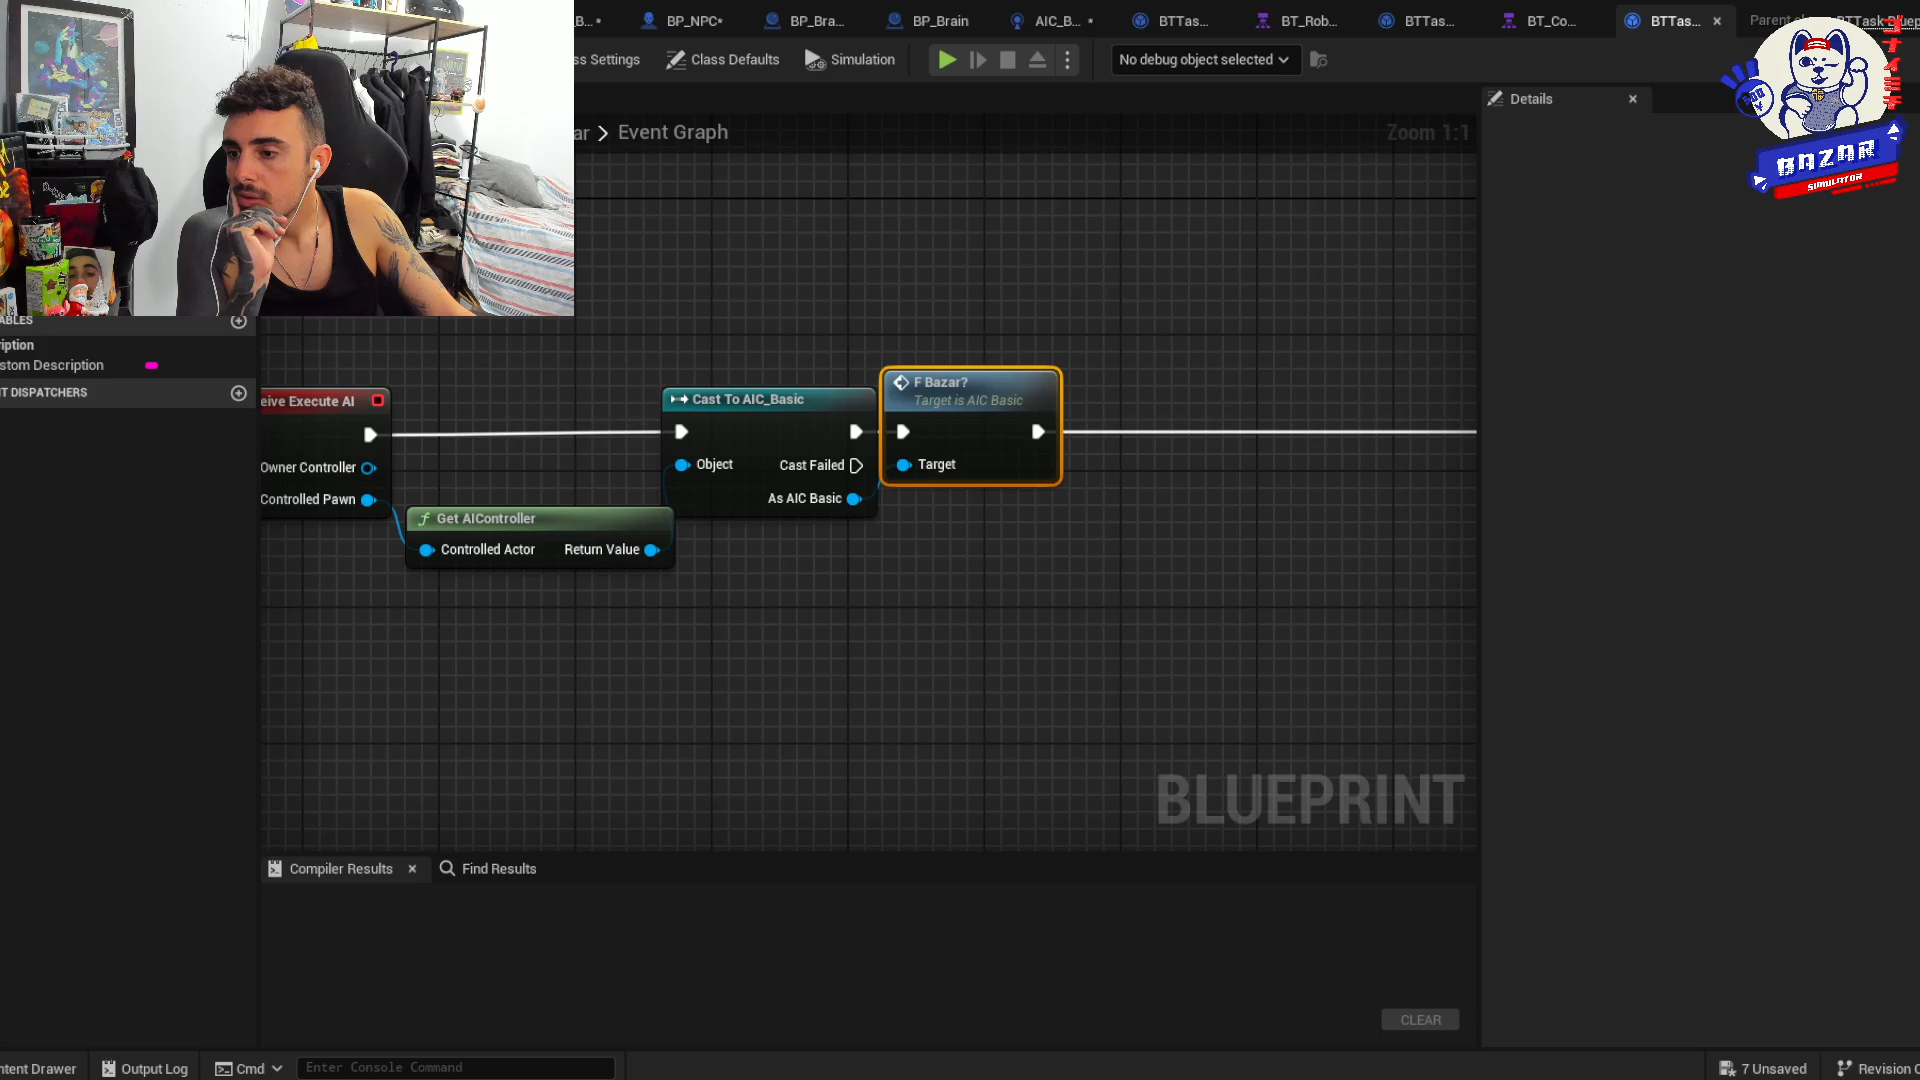 B... *
BP_NPC*
BP_Bra...
BP_Brain
AIC_B... *
BTTas...
BT_Rob...
BTTas...
BT_Co...
BTTas...
ss Settings
Class Defaults
Simulation
No debug object selected
Details
ar > Event Graph
Zoom 1:1
BAZAR
SIMULATOR
ABLES
iption
stom Description
T DISPATCHERS
eive Execute AI
Owner Controller
Controlled Pawn
Get AIController
Controlled Actor
Return Value
Cast To AIC_Basic
Object
Cast Failed
As AIC Basic
F Bazar?
Target is AIC Basic
Target
BLUEPRINT
Compiler Results
Find Results
CLEAR
ntent Drawer
Output Log
Cmd
Enter Console Command
7 Unsaved
Revision C